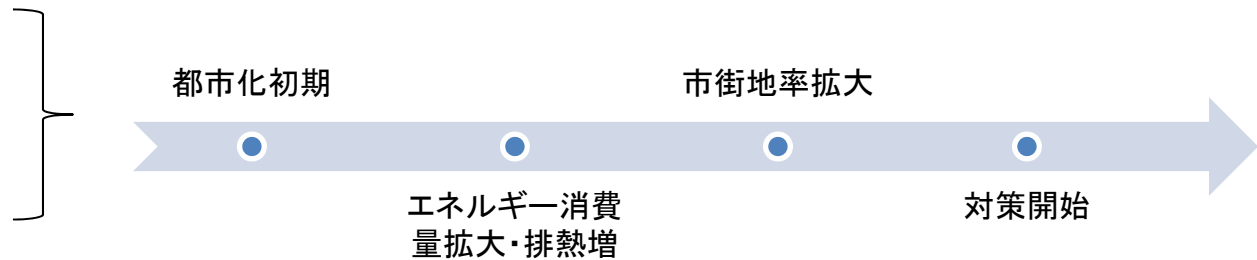 都市化初期
エネルギー消費
量拡大・排熱増
市街地率拡大
対策開始